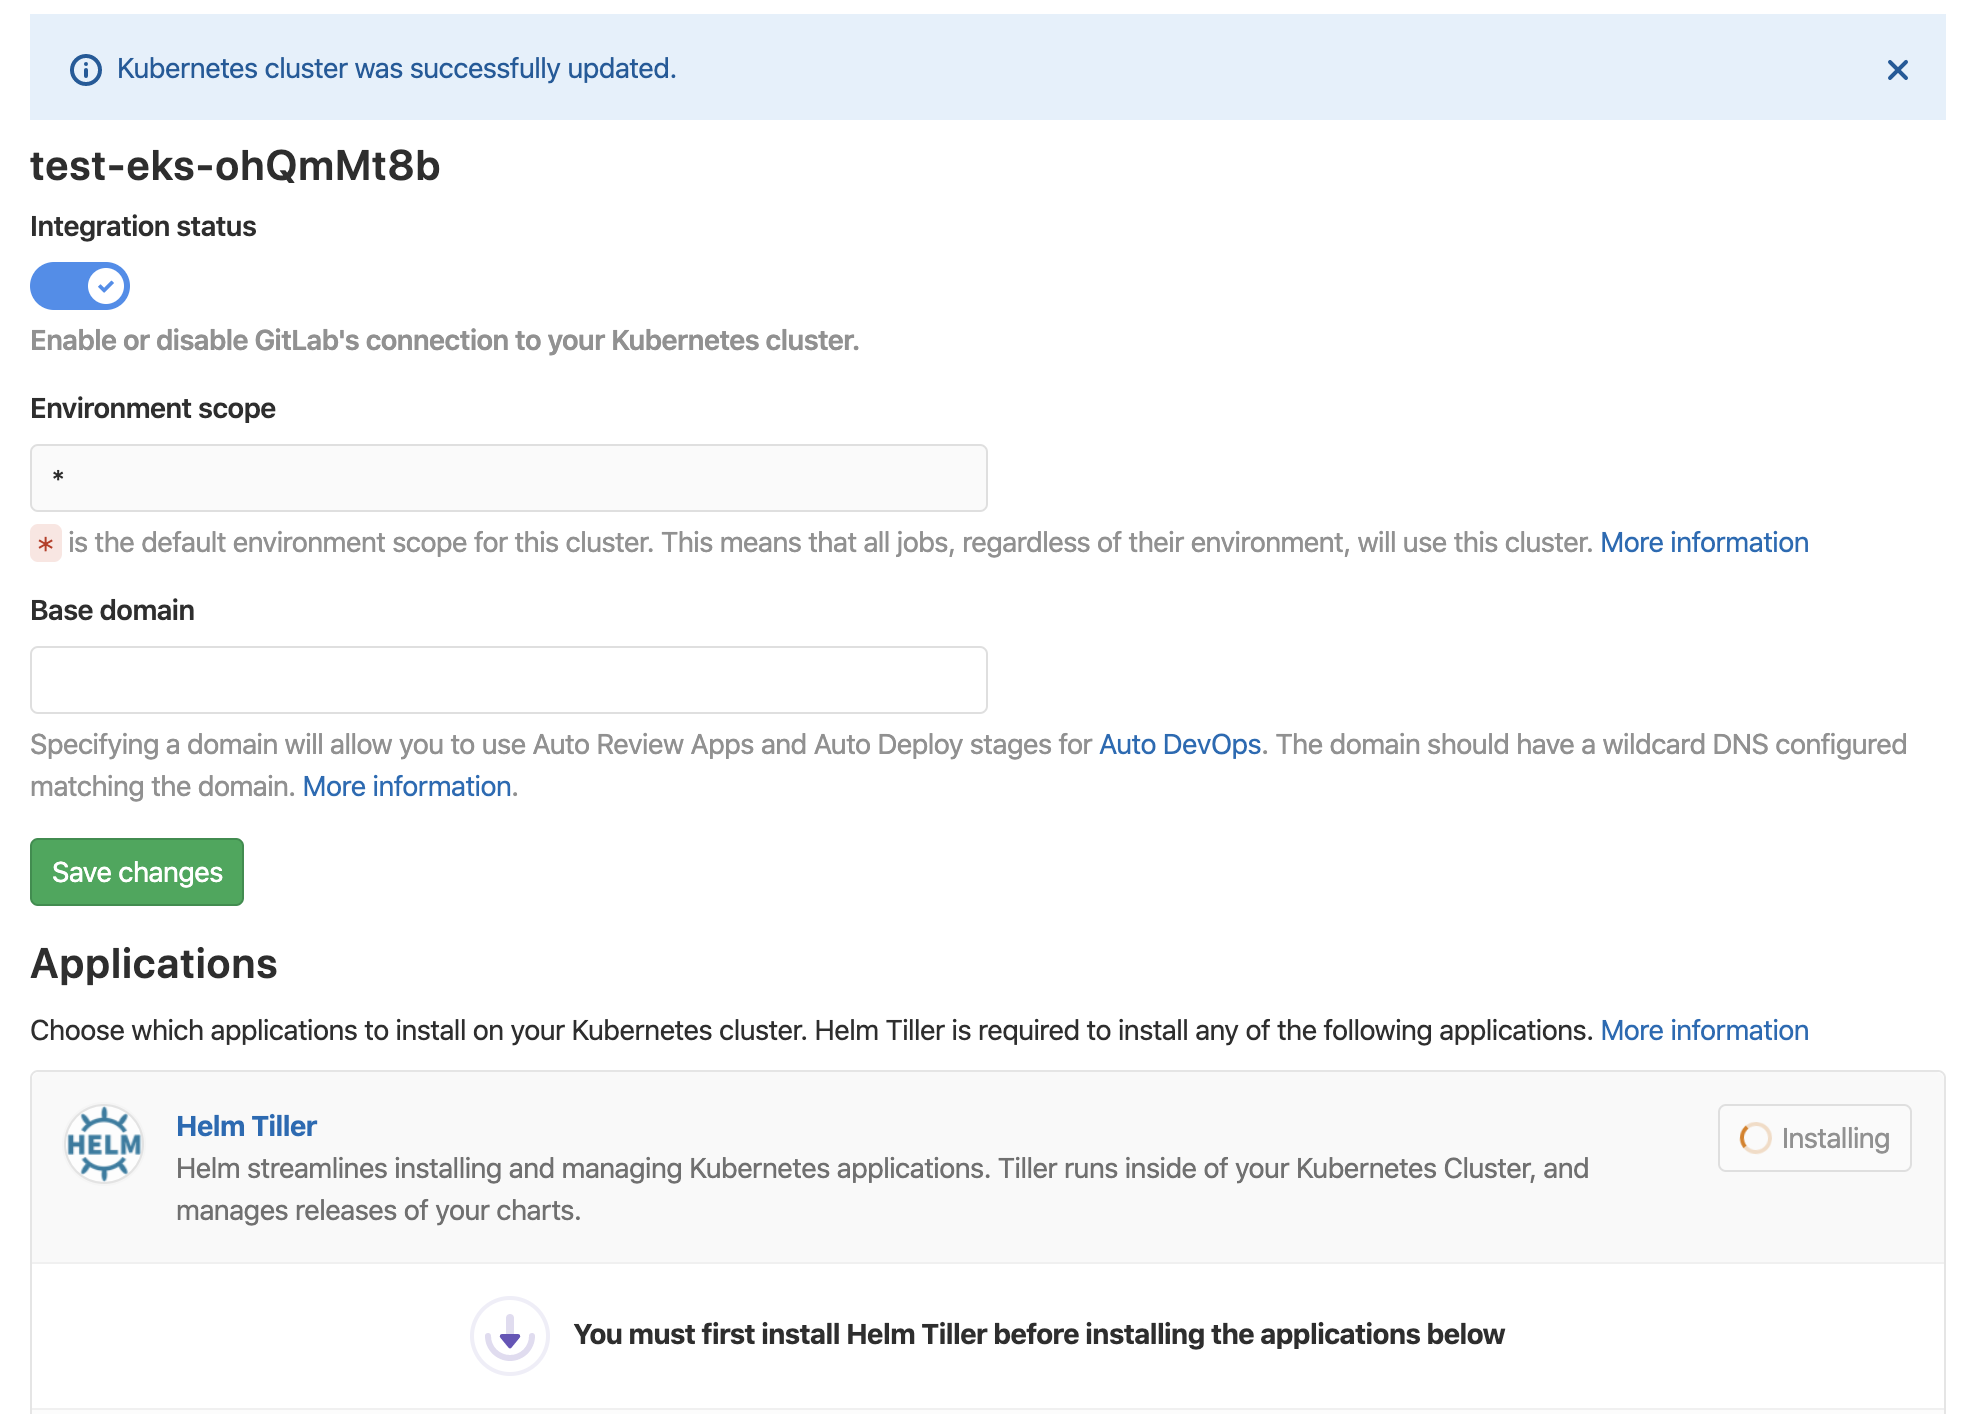 Kubernetes cluster was successfully updated.
test-eks-ohQmMt8b
Integration status
Enable or disable GitLab's connection to your Kubernetes cluster.
Environment scope
*
* is the default environment scope for this cluster. This means that all jobs, regardless of their environment, will use this cluster. More information
Base domain
Specifying a domain will allow you to use Auto Review Apps and Auto Deploy stages for Auto DevOps. The domain should have a wildcard DNS configured
matching the domain. More information.
Save changes
Applications
Choose which applications to install on your Kubernetes cluster. Helm Tiller is required to install any of the following applications. More information
HELM
Helm Tiller
Installing
Helm streamlines installing and managing Kubernetes applications. Tiller runs inside of your Kubernetes Cluster, and
manages releases of your charts.
You must first install Helm Tiller before installing the applications below